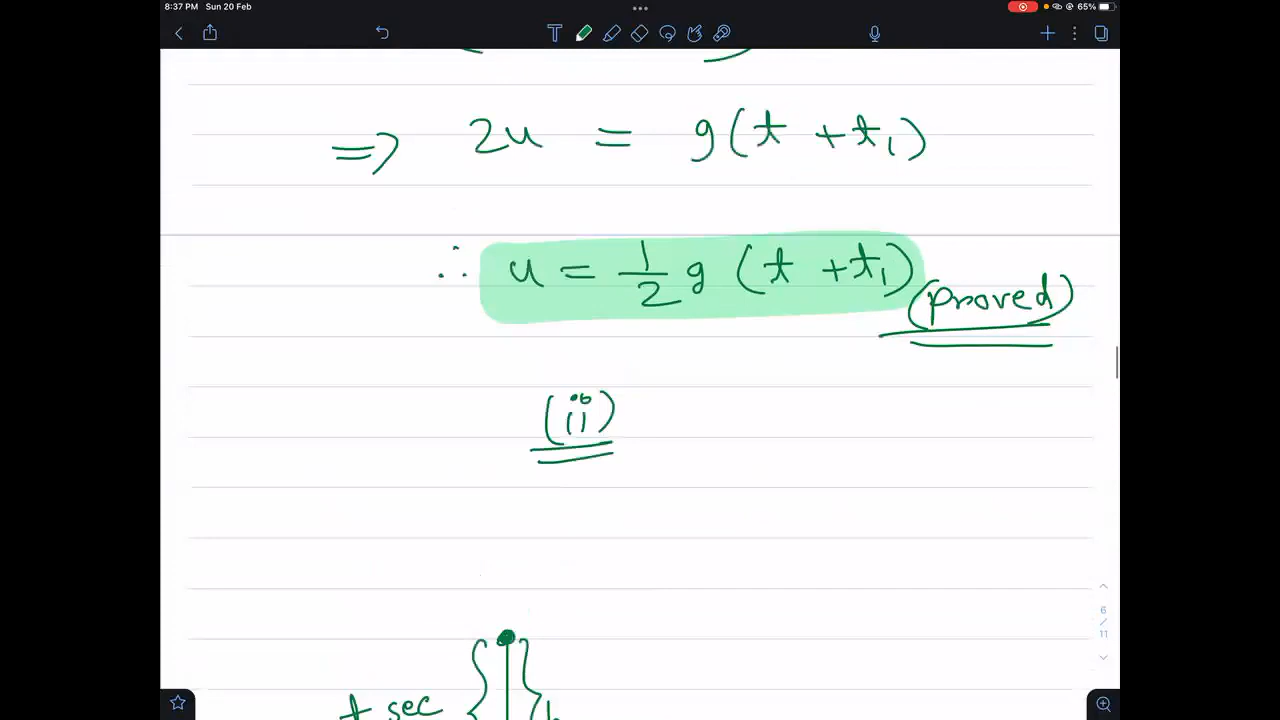 8:37 PM Sun 20 Feb
65%
⇒ 2u = g(t + t₁)
∴ u = 1/2 g (t + t₁)
(proved)
(ii)
6
/
11
t sec
h